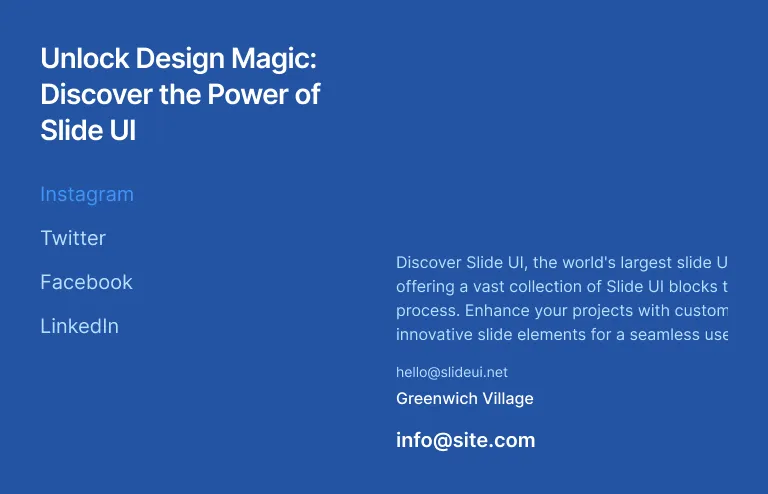 Unlock Design Magic:
Discover the Power of
Slide UI
Instagram
Twitter
Facebook
LinkedIn
Discover Slide UI, the world's largest slide U
offering a vast collection of Slide UI blocks t
process. Enhance your projects with custom
innovative slide elements for a seamless use
hello@slideui.net
Greenwich Village
info@site.com